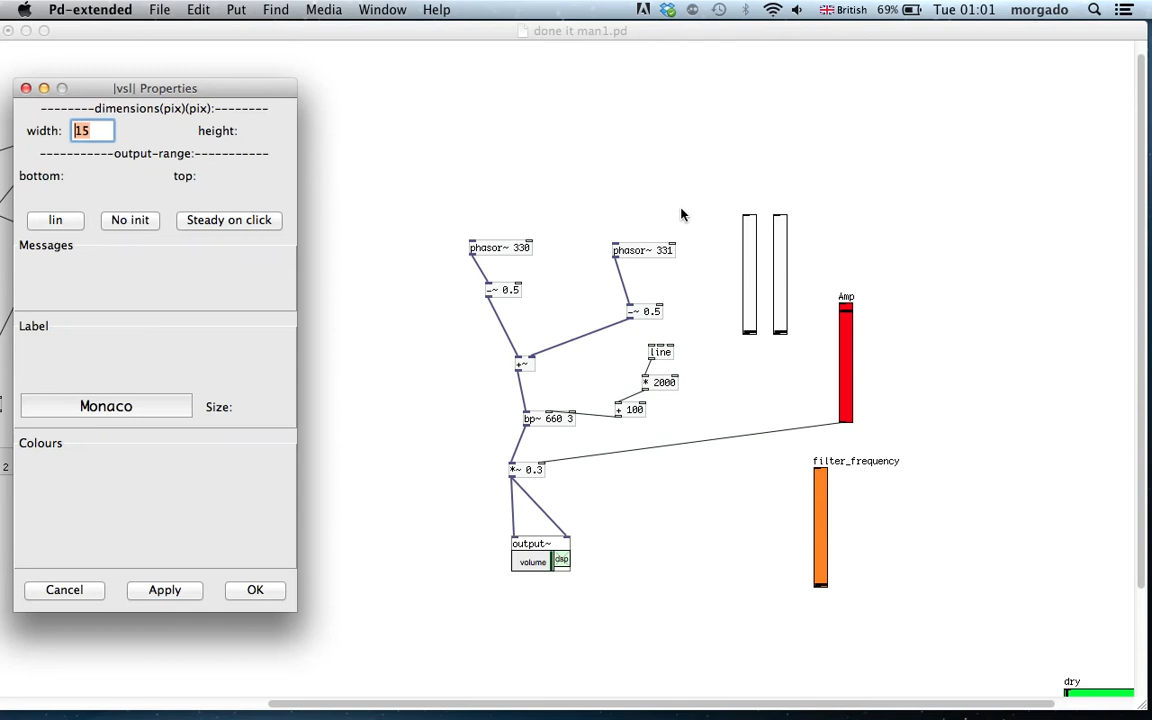 Pd-extended File Edit Put Find Media Window Help British 69% Tue 01:01 morgado
done it man1.pd
|vsl| Properties
--------dimensions(pix)(pix):--------
width: 15 height:
-----------output-range:-----------
bottom: top:
lin No init Steady on click
Messages
Label
Monaco Size:
Colours
Cancel Apply OK
2
phasor~ 330
phasor~ 331
-~ 0.5
-~ 0.5
+~
line
* 2000
+ 100
bp~ 660 3
*~ 0.3
output~
volume dsp
Amp
filter_frequency
dry